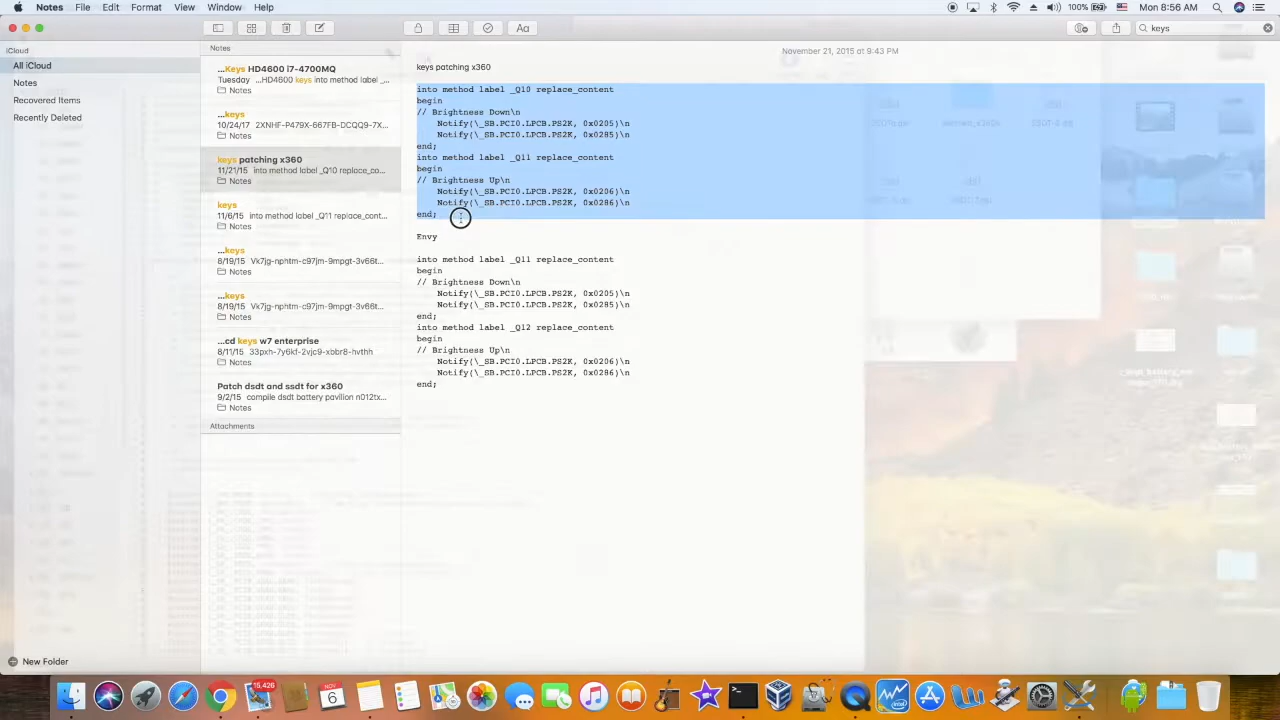 Notes File Edit Format View Window Help
100% Mon 8:56 AM
keys
iCloud
All iCloud
Notes
Recovered Items
Recently Deleted
New Folder
Notes
...Keys HD4600 i7-4700MQ
Tuesday ...HD4600 keys into method label _...
Notes
...keys
10/24/17 2XNHF-P479X-667FB-DCQQ9-7X...
Notes
keys patching x360
11/21/15 into method label _Q10 replace_co...
Notes
keys
11/6/15 into method label _Q11 replace_cont...
Notes
...keys
8/19/15 Vk7jg-nphtm-c97jm-9mpgt-3v66t...
Notes
...keys
8/19/15 Vk7jg-nphtm-c97jm-9mpgt-3v66t...
Notes
...cd keys w7 enterprise
8/11/15 33pxh-7y6kf-2vjc9-xbbr8-hvthh
Notes
Patch dsdt and ssdt for x360
9/2/15 compile dsdt battery pavilion n012tx...
Notes
Attachments
November 21, 2015 at 9:43 PM
keys patching x360
into method label _Q10 replace_content
begin
// Brightness Down\n
Notify(\_SB.PCI0.LPCB.PS2K, 0x0205)\n
Notify(\_SB.PCI0.LPCB.PS2K, 0x0285)\n
end;
into method label _Q11 replace_content
begin
// Brightness Up\n
Notify(\_SB.PCI0.LPCB.PS2K, 0x0206)\n
Notify(\_SB.PCI0.LPCB.PS2K, 0x0286)\n
end;
Envy
into method label _Q11 replace_content
begin
// Brightness Down\n
Notify(\_SB.PCI0.LPCB.PS2K, 0x0205)\n
Notify(\_SB.PCI0.LPCB.PS2K, 0x0285)\n
end;
into method label _Q12 replace_content
begin
// Brightness Up\n
Notify(\_SB.PCI0.LPCB.PS2K, 0x0206)\n
Notify(\_SB.PCI0.LPCB.PS2K, 0x0286)\n
end;
15,426
NOV
6